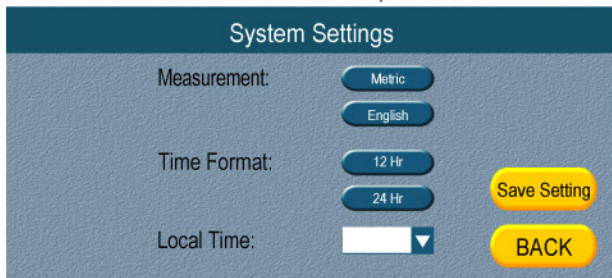 System Settings
Measurement:
Metric
English
Time Format:
12 Hr
24 Hr
Save Setting
Local Time:
BACK